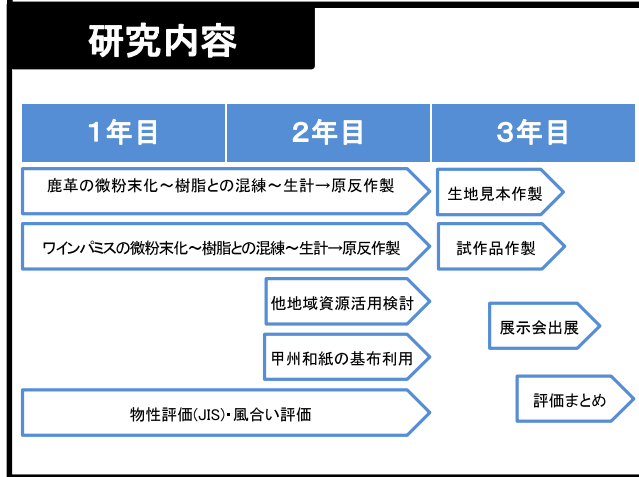 研究内容
1年目 2年目 3年目
鹿革の微粉末化～樹脂との混練～生計→原反作製 生地見本作製
ワインパミスの微粉末化～樹脂との混練～生計→原反作製 試作品作製
他地域資源活用検討
展示会出展
甲州和紙の基布利用
評価まとめ
物性評価(JIS)・風合い評価